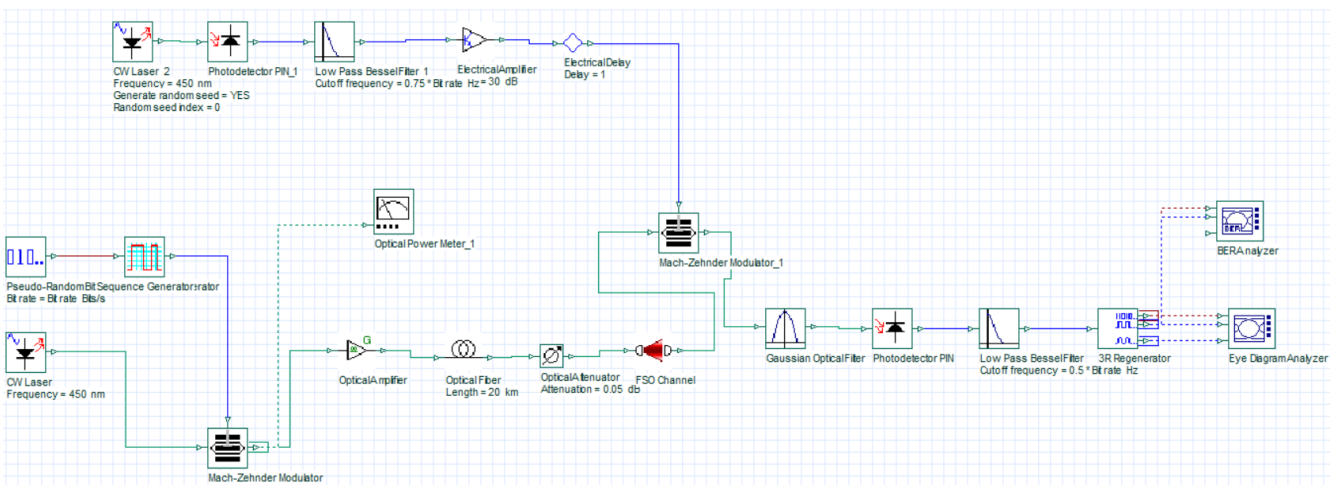 CW Laser 2
Frequency = 450 nm
Generate random seed = YES
Random seed index = 0
Photodetector PIN_1
Low Pass Bessel Filter 1
Cutoff frequency = 0.75 * Bit rate Hz
Electrical Amplifier
= 30 dB
Electrical Delay
Delay = 1
Optical Power Meter_1
Mach-Zehnder Modulator_1
BER Analyzer
Pseudo-Random Bit Sequence Generator
Bit rate = Bit rate Bits/s
CW Laser
Frequency = 450 nm
Mach-Zehnder Modulator
G
Optical Amplifier
Optical Fiber
Length = 20 km
Optical Attenuator
Attenuation = 0.05 dB
FSO Channel
Gaussian Optical Filter
Photodetector PIN
Low Pass Bessel Filter
Cutoff frequency = 0.5 * Bit rate Hz
3R Regenerator
Eye Diagram Analyzer